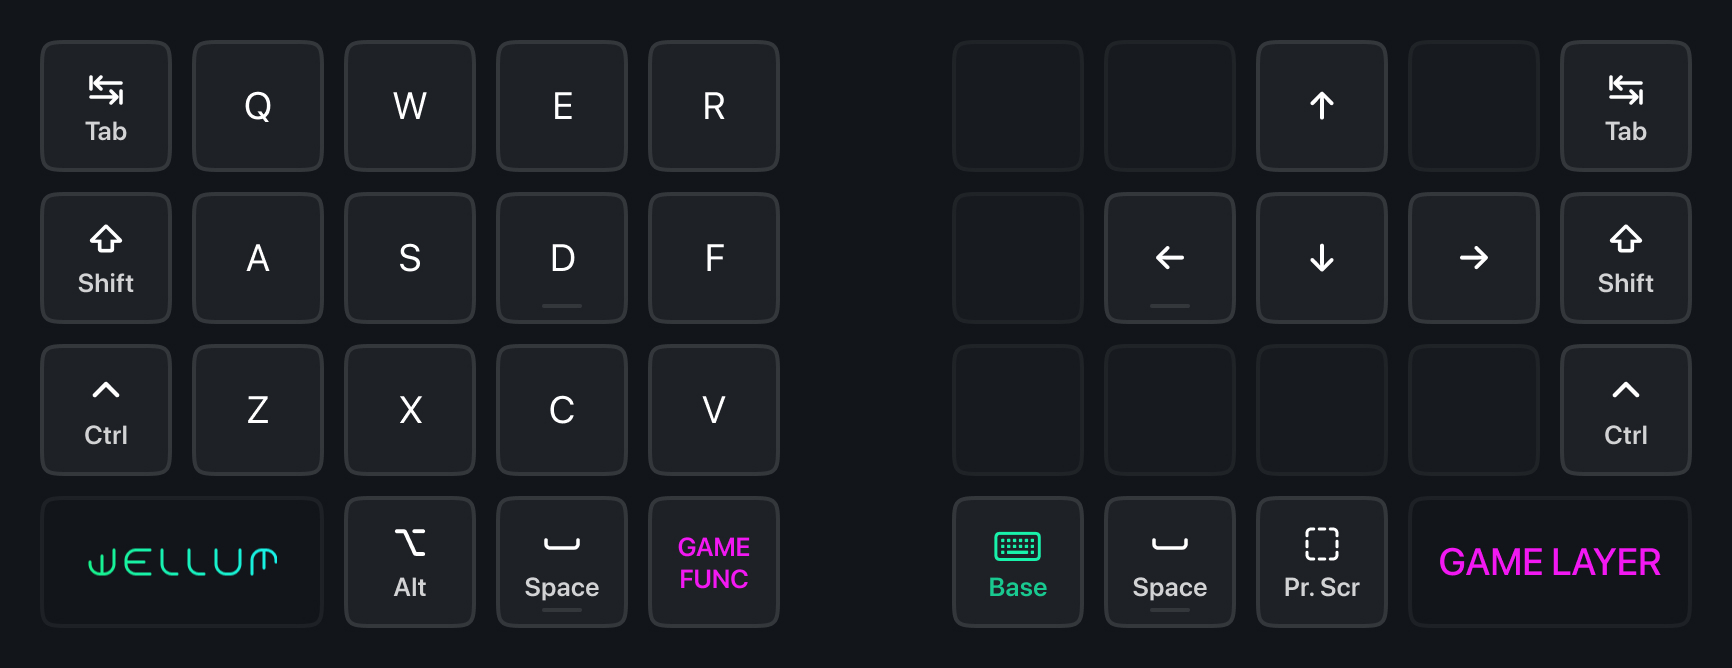 Tab Q W E R ↑ Tab
Shift A S D F ← ↓ → Shift
Ctrl Z X C V Ctrl
WELLUM Alt Space GAME
FUNC Base Space Pr. Scr GAME LAYER